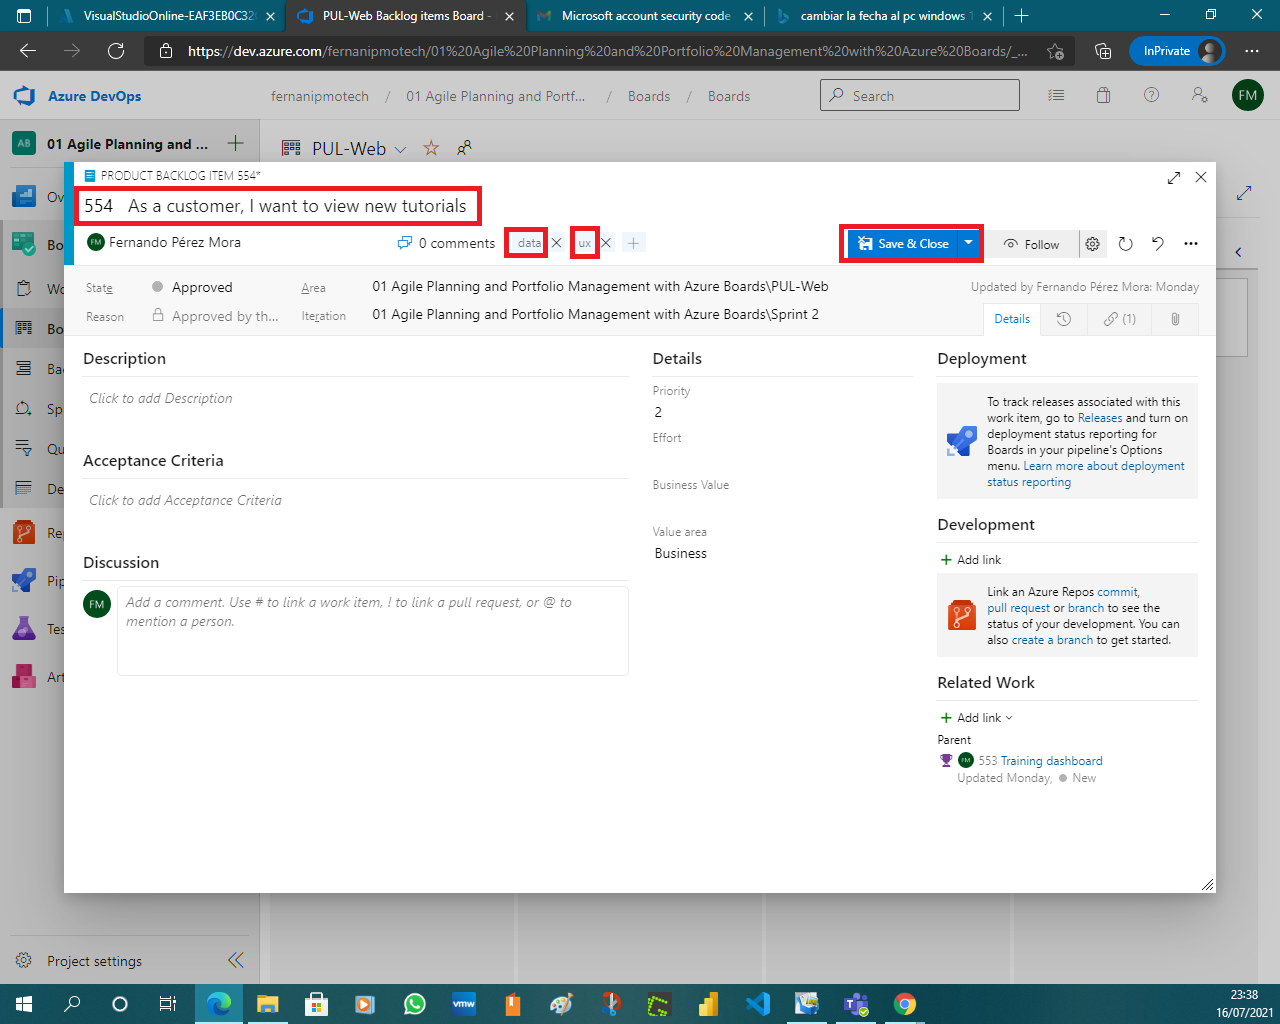 VisualStudioOnline-EAF3EB0C32
PUL-Web Backlog items Board -
Microsoft account security code
cambiar la fecha al pc windows 1
https://dev.azure.com/fernanipmotech/01%20Agile%20Planning%20and%20Portfolio%20Management%20with%20Azure%20Boards/_...
InPrivate
Azure DevOps
fernanipmotech / 01 Agile Planning and Portf... / Boards / Boards
Search
FM
AB 01 Agile Planning and ...
PUL-Web
Ov
Bo
Wo
Bo
Ba
Sp
Qu
De
Re
Pip
Te
Art
PRODUCT BACKLOG ITEM 554*
554 As a customer, I want to view new tutorials
FM Fernando Pérez Mora
0 comments
data
ux
Save & Close
Follow
State Approved
Area 01 Agile Planning and Portfolio Management with Azure Boards\PUL-Web
Updated by Fernando Pérez Mora: Monday
Reason Approved by th...
Iteration 01 Agile Planning and Portfolio Management with Azure Boards\Sprint 2
Details
(1)
Description
Click to add Description
Acceptance Criteria
Click to add Acceptance Criteria
Discussion
FM
Add a comment. Use # to link a work item, ! to link a pull request, or @ to
mention a person.
Details
Priority
2
Effort
Business Value
Value area
Business
Deployment
To track releases associated with this
work item, go to Releases and turn on
deployment status reporting for
Boards in your pipeline's Options
menu. Learn more about deployment
status reporting
Development
Add link
Link an Azure Repos commit,
pull request or branch to see the
status of your development. You can
also create a branch to get started.
Related Work
Add link
Parent
FM 553 Training dashboard
Updated Monday, New
Project settings
vmw
23:38
16/07/2021